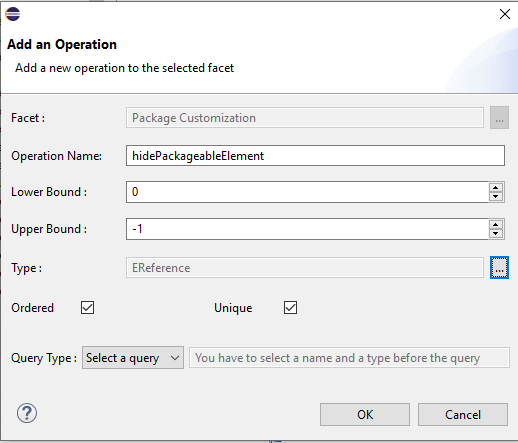 Add an Operation
Add a new operation to the selected facet
Facet : Package Customization ...
Operation Name: hidePackageableElement
Lower Bound : 0
Upper Bound : -1
Type : EReference ...
Ordered Unique
Query Type : Select a query You have to select a name and a type before the query
? OK Cancel